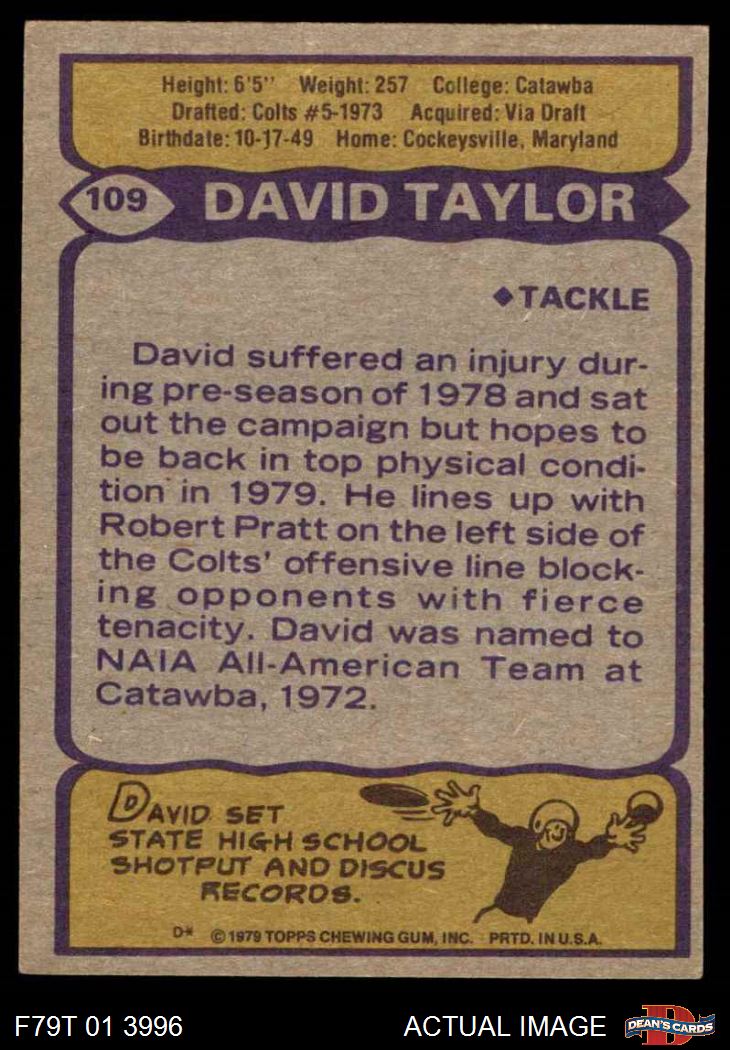 Height: 6'5'' Weight: 257 College: Catawba
Drafted: Colts #5-1973 Acquired: Via Draft
Birthdate: 10-17-49 Home: Cockeysville, Maryland
109 DAVID TAYLOR
◆TACKLE
David suffered an injury dur-
ing pre-season of 1978 and sat
out the campaign but hopes to
be back in top physical condi-
tion in 1979. He lines up with
Robert Pratt on the left side of
the Colts' offensive line block-
ing opponents with fierce
tenacity. David was named to
NAIA All-American Team at
Catawba, 1972.
DAVID SET
STATE HIGH SCHOOL
SHOTPUT AND DISCUS
RECORDS.
D* © 1979 TOPPS CHEWING GUM, INC. PRTD. IN U.S.A.
F79T 01 3996 ACTUAL IMAGE D DEAN'S CARDS